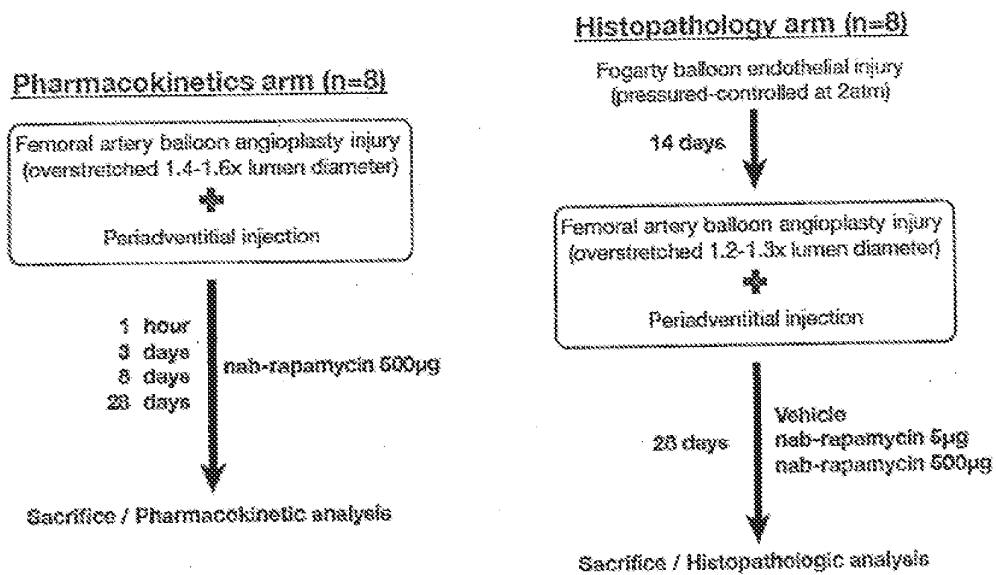 Pharmacokinetics arm (n=8)
Femoral artery balloon angioplasty injury
(overstretched 1.4-1.6x lumen diameter)
+
Periadventitial injection
1 hour
3 days
8 days
28 days
nab-rapamycin 500µg
Sacrifice / Pharmacokinetic analysis
Histopathology arm (n=8)
Fogarty balloon endothelial injury
(pressured-controlled at 2atm)
14 days
Femoral artery balloon angioplasty injury
(overstretched 1.2-1.3x lumen diameter)
+
Periadventitial injection
28 days
Vehicle
nab-rapamycin 5µg
nab-rapamycin 500µg
Sacrifice / Histopathologic analysis